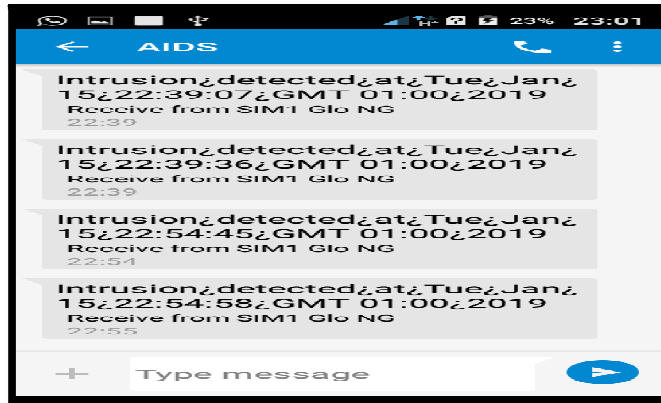 23% 23:01
AIDS
Intrusion¿detected¿at¿Tue¿Jan¿
15¿22:39:07¿GMT 01:00¿2019
Receive from SIM1 Glo NG
22:39
Intrusion¿detected¿at¿Tue¿Jan¿
15¿22:39:36¿GMT 01:00¿2019
Receive from SIM1 Glo NG
22:39
Intrusion¿detected¿at¿Tue¿Jan¿
15¿22:54:45¿GMT 01:00¿2019
Receive from SIM1 Glo NG
22:54
Intrusion¿detected¿at¿Tue¿Jan¿
15¿22:54:58¿GMT 01:00¿2019
Receive from SIM1 Glo NG
22:55
Type message